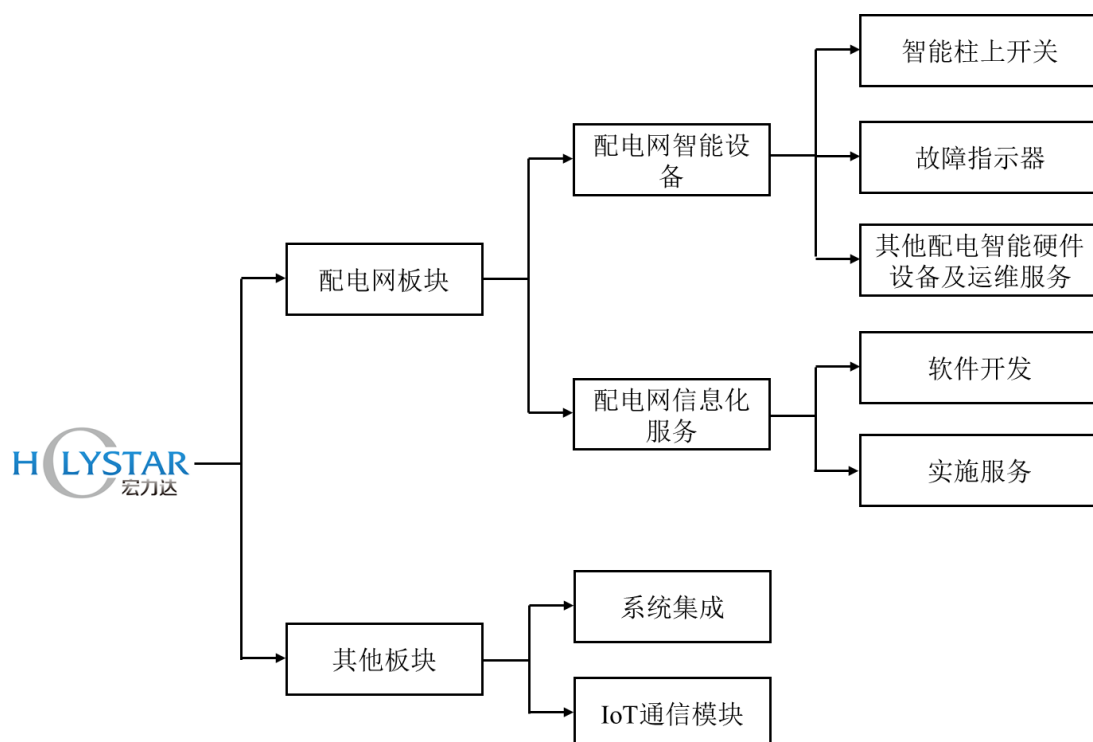 智能柱上开关
配电网智能设
备
故障指示器
其他配电智能硬件
设备及运维服务
配电网板块
软件开发
配电网信息化
服务
实施服务
HOLYSTAR
宏力达
系统集成
其他板块
IoT通信模块